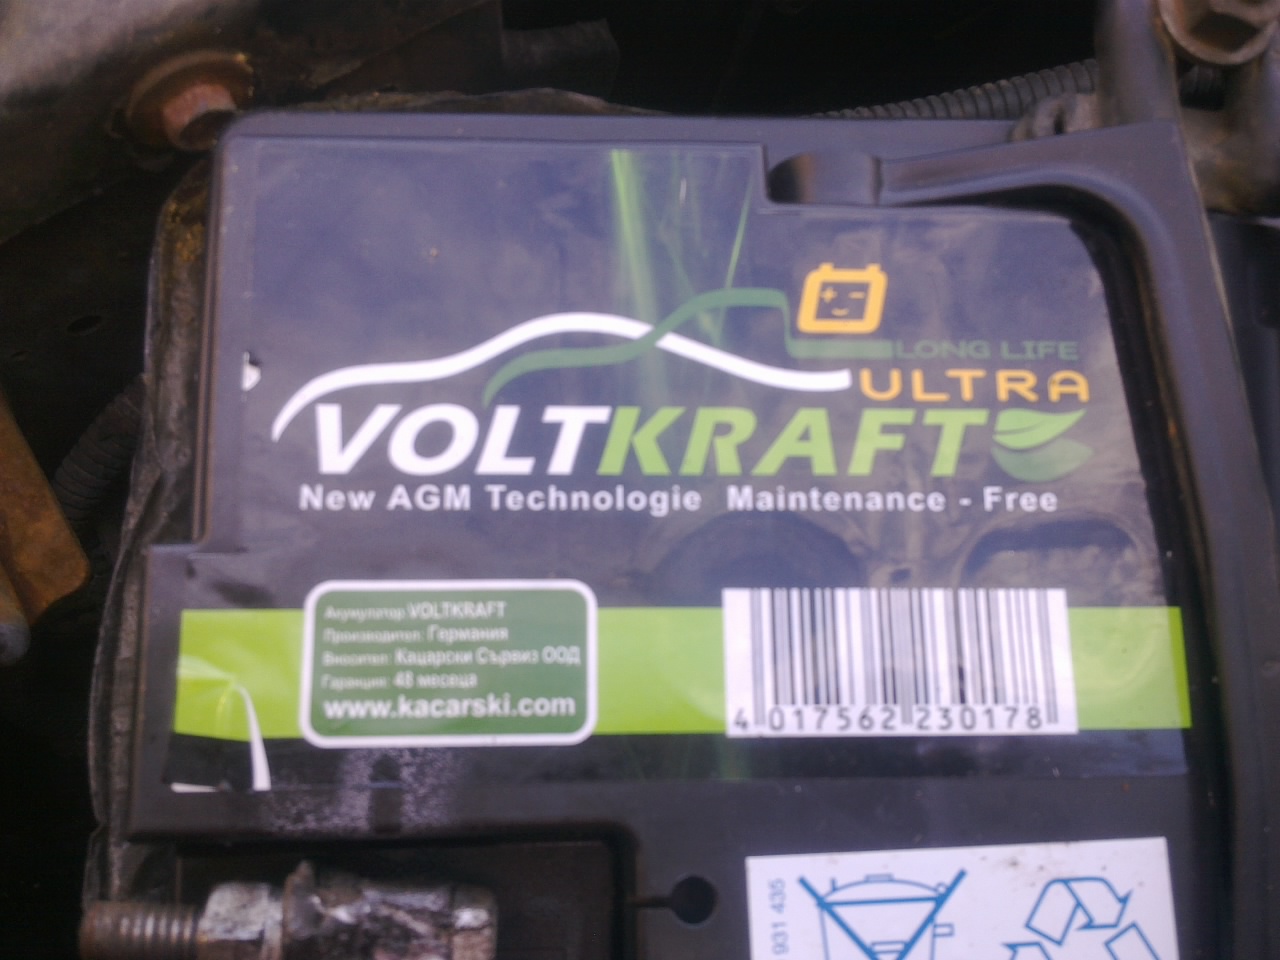 LONG LIFE
ULTRA
VOLTKRAFT
New AGM Technologie Maintenance - Free
Акумулатор: VOLTKRAFT
Производител: Германия
Вносител: Кацарски Сървиз ООД
Гаранция: 48 месеца
www.kacarski.com
4 017562 230178
931 435